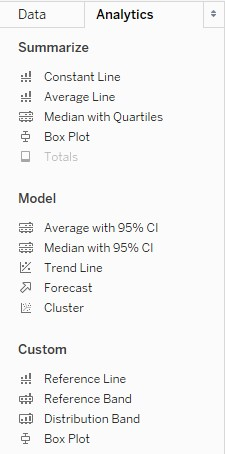 Data Analytics
Summarize
Constant Line
Average Line
Median with Quartiles
Box Plot
Totals
Model
Average with 95% CI
Median with 95% CI
Trend Line
Forecast
Cluster
Custom
Reference Line
Reference Band
Distribution Band
Box Plot